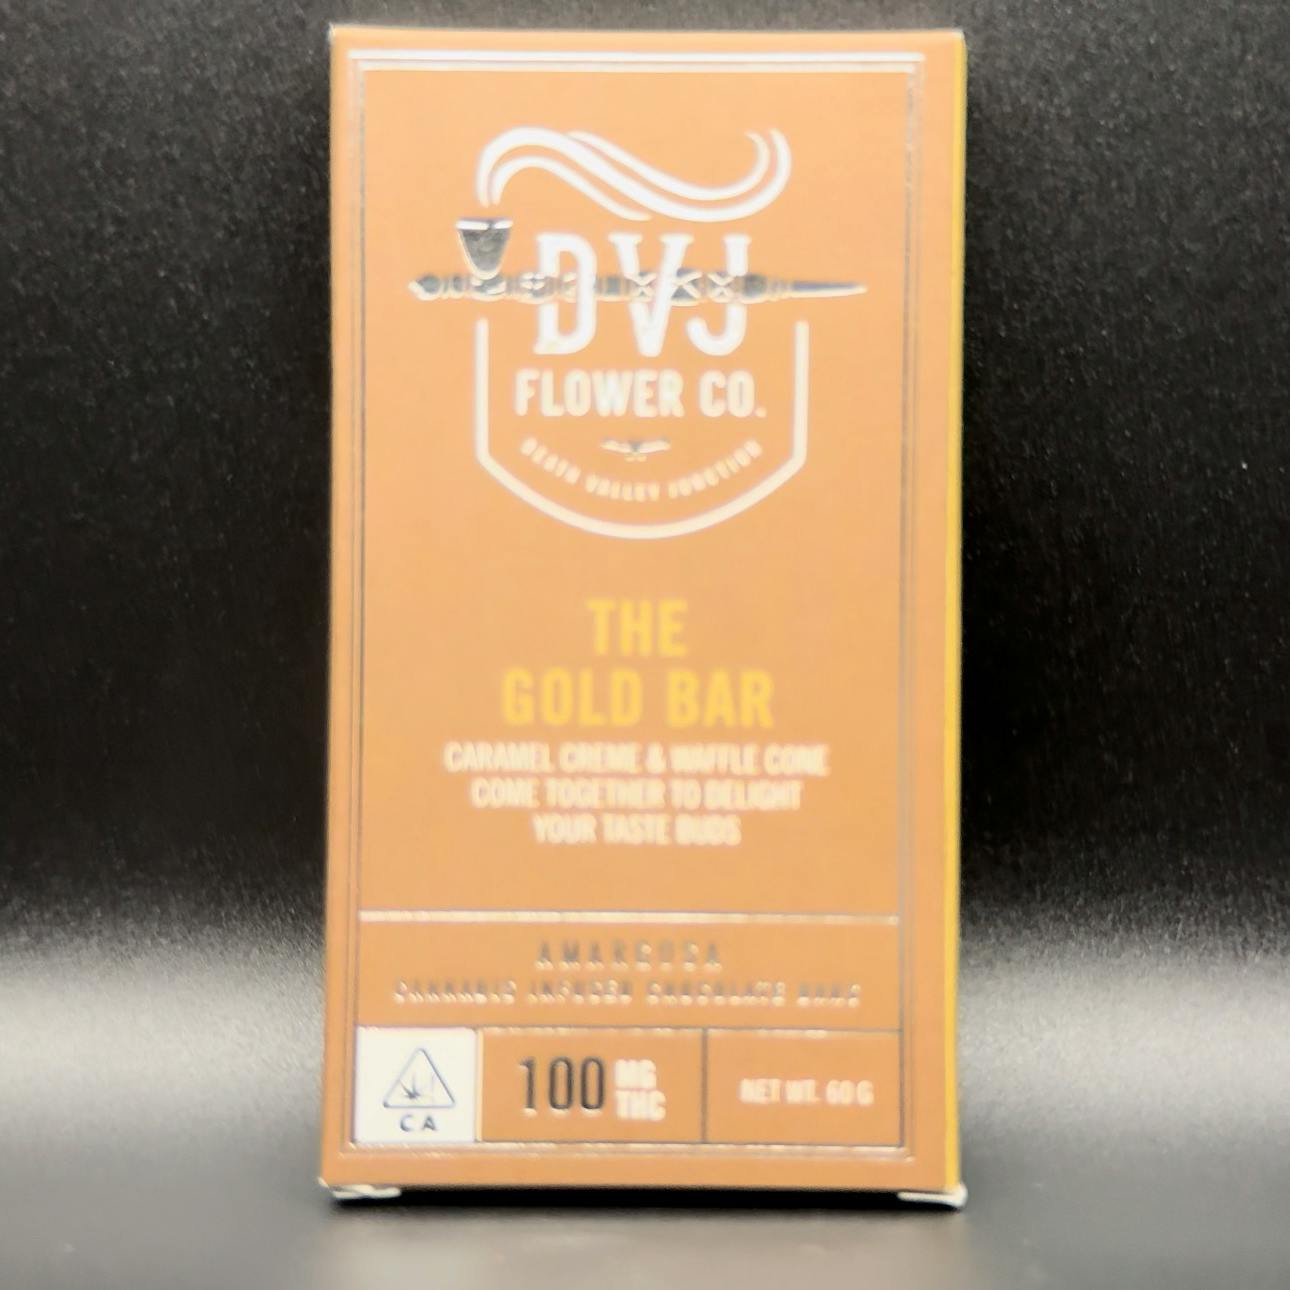 DVJ
FLOWER CO.
DEATH VALLEY JUNCTION
THE
GOLD BAR
CARAMEL CREME & WAFFLE CONE
COME TOGETHER TO DELIGHT
YOUR TASTE BUDS
AMARGOSA
CANNABIS INFUSED CHOCOLATE BARS
CA
100 MG
THC
NET WT. 60 G